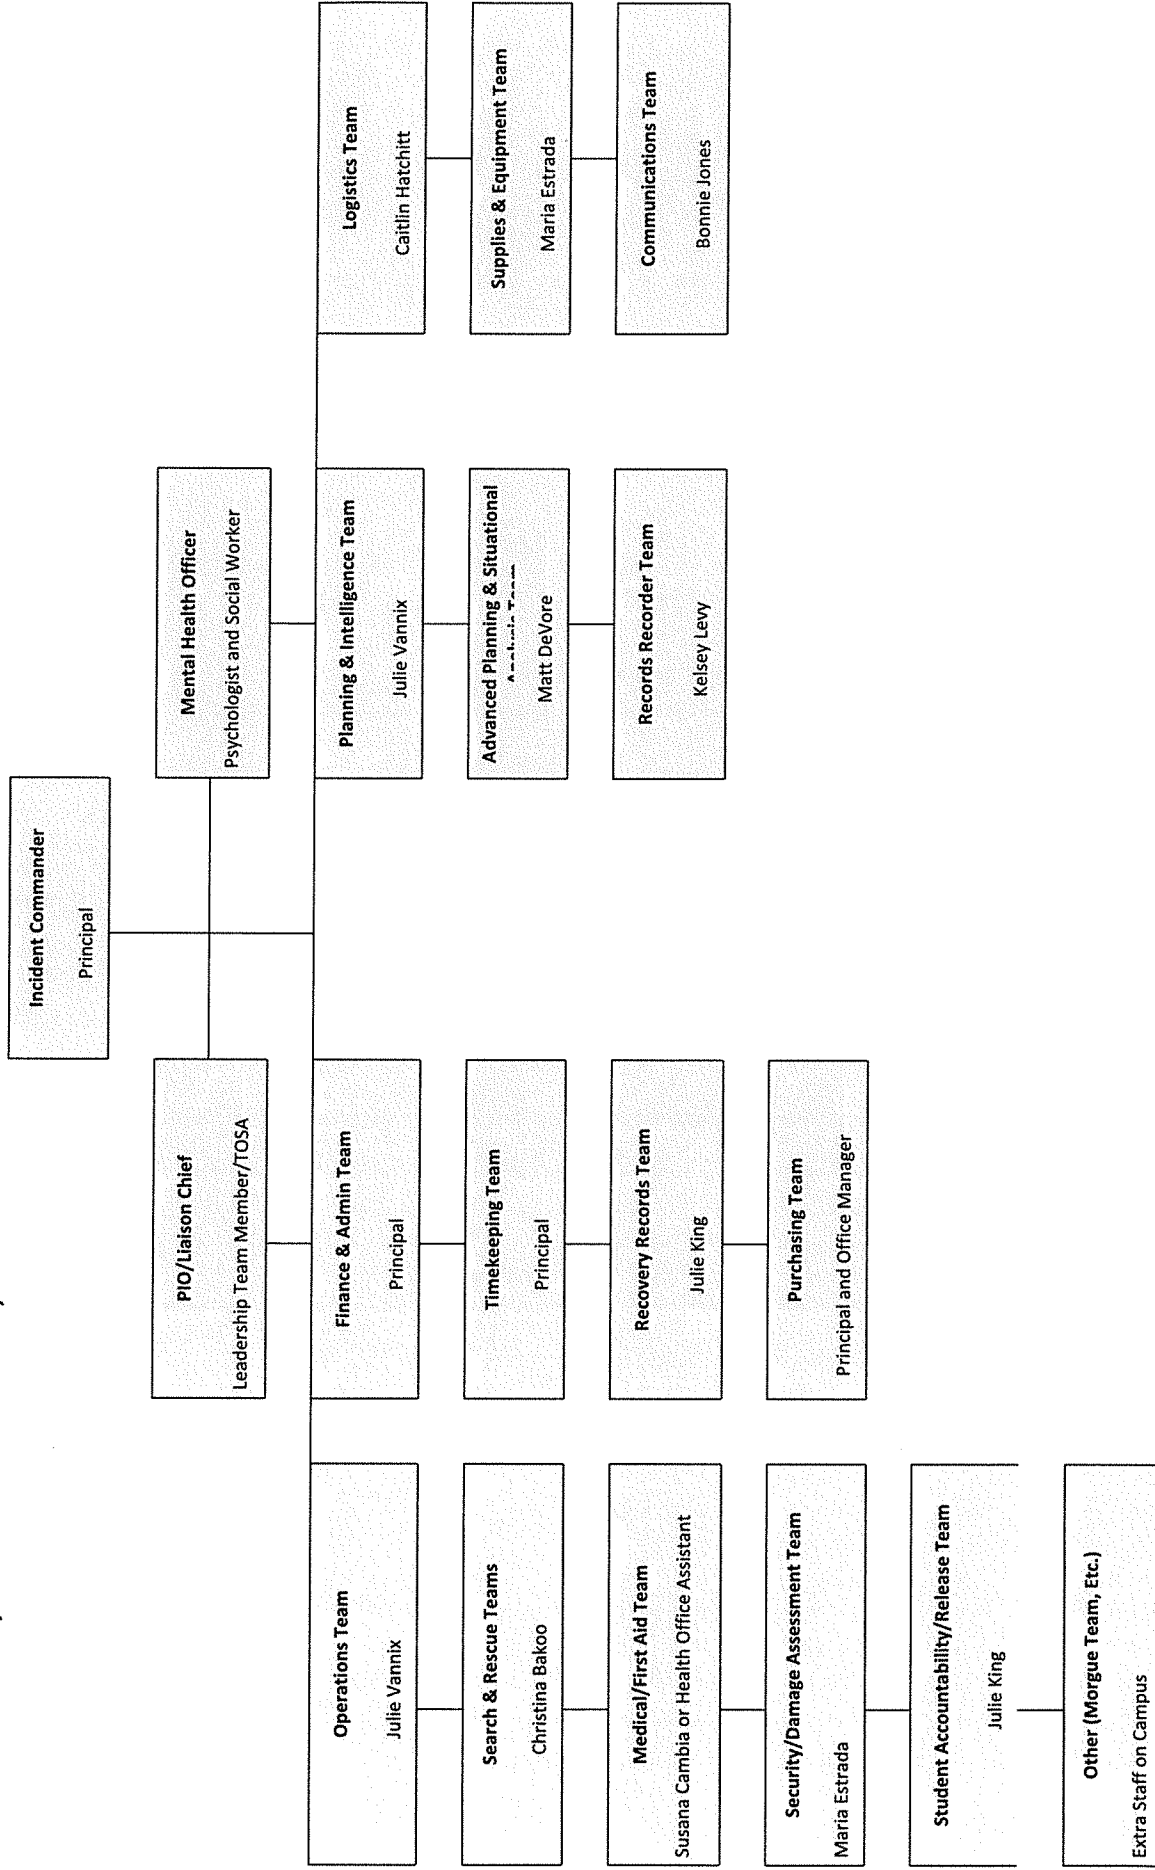 Incident Commander
Principal
PIO/Liaison Chief
Leadership Team Member/TOSA
Mental Health Officer
Psychologist and Social Worker
Operations Team
Julie Vannix
Search & Rescue Teams
Christina Bakoo
Medical/First Aid Team
Susana Cambia or Health Office Assistant
Security/Damage Assessment Team
Maria Estrada
Student Accountability/Release Team
Julie King
Other (Morgue Team, Etc.)
Extra Staff on Campus
Finance & Admin Team
Principal
Timekeeping Team
Principal
Recovery Records Team
Julie King
Purchasing Team
Principal and Office Manager
Planning & Intelligence Team
Julie Vannix
Advanced Planning & Situational
Matt DeVore
Records Recorder Team
Kelsey Levy
Logistics Team
Caitlin Hatchitt
Supplies & Equipment Team
Maria Estrada
Communications Team
Bonnie Jones